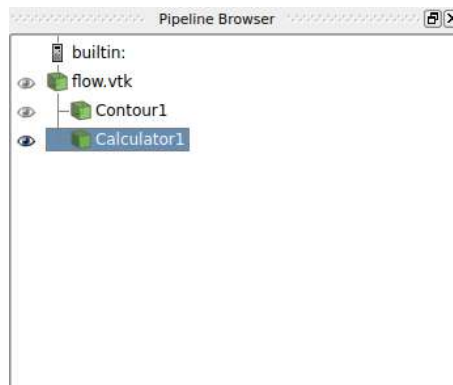 Pipeline Browser
builtin:
flow.vtk
Contour1
Calculator1